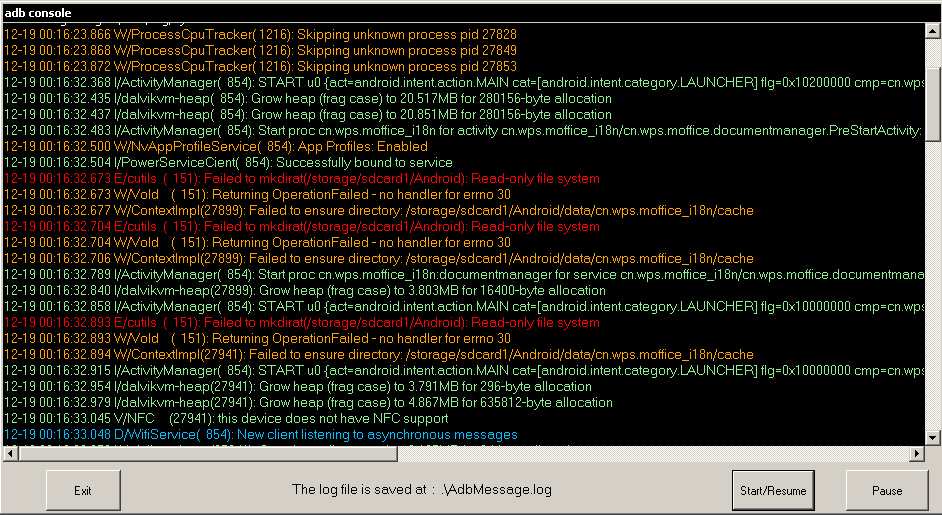 adb console
12-19 00:16:23.866 W/ProcessCpuTracker( 1216): Skipping unknown process pid 27828
12-19 00:16:23.868 W/ProcessCpuTracker( 1216): Skipping unknown process pid 27849
12-19 00:16:23.872 W/ProcessCpuTracker( 1216): Skipping unknown process pid 27853
12-19 00:16:32.368 I/ActivityManager(  854): START u0 {act=android.intent.action.MAIN cat=[android.intent.category.LAUNCHER] flg=0x10200000 cmp=cn.wps
12-19 00:16:32.435 I/dalvikvm-heap(  854): Grow heap (frag case) to 20.517MB for 280156-byte allocation
12-19 00:16:32.437 I/dalvikvm-heap(  854): Grow heap (frag case) to 20.851MB for 280156-byte allocation
12-19 00:16:32.483 I/ActivityManager(  854): Start proc cn.wps.moffice_i18n for activity cn.wps.moffice_i18n/cn.wps.moffice.documentmanager.PreStartActivity:
12-19 00:16:32.500 W/NvAppProfileService(  854): App Profiles: Enabled
12-19 00:16:32.504 I/PowerServiceCient(  854): Successfully bound to service
12-19 00:16:32.673 E/cutils  (  151): Failed to mkdirat(/storage/sdcard1/Android): Read-only file system
12-19 00:16:32.673 W/Vold    (  151): Returning OperationFailed - no handler for errno 30
12-19 00:16:32.677 W/ContextImpl(27899): Failed to ensure directory: /storage/sdcard1/Android/data/cn.wps.moffice_i18n/cache
12-19 00:16:32.704 E/cutils  (  151): Failed to mkdirat(/storage/sdcard1/Android): Read-only file system
12-19 00:16:32.704 W/Vold    (  151): Returning OperationFailed - no handler for errno 30
12-19 00:16:32.706 W/ContextImpl(27899): Failed to ensure directory: /storage/sdcard1/Android/data/cn.wps.moffice_i18n/cache
12-19 00:16:32.789 I/ActivityManager(  854): Start proc cn.wps.moffice_i18n:documentmanager for service cn.wps.moffice_i18n/cn.wps.moffice.documentmana
12-19 00:16:32.840 I/dalvikvm-heap(27899): Grow heap (frag case) to 3.803MB for 16400-byte allocation
12-19 00:16:32.858 I/ActivityManager(  854): START u0 {act=android.intent.action.MAIN cat=[android.intent.category.LAUNCHER] flg=0x10000000 cmp=cn.wps
12-19 00:16:32.893 E/cutils  (  151): Failed to mkdirat(/storage/sdcard1/Android): Read-only file system
12-19 00:16:32.893 W/Vold    (  151): Returning OperationFailed - no handler for errno 30
12-19 00:16:32.894 W/ContextImpl(27941): Failed to ensure directory: /storage/sdcard1/Android/data/cn.wps.moffice_i18n/cache
12-19 00:16:32.915 I/ActivityManager(  854): START u0 {act=android.intent.action.MAIN cat=[android.intent.category.LAUNCHER] flg=0x10000000 cmp=cn.wps
12-19 00:16:32.954 I/dalvikvm-heap(27941): Grow heap (frag case) to 3.791MB for 296-byte allocation
12-19 00:16:32.979 I/dalvikvm-heap(27941): Grow heap (frag case) to 4.867MB for 635812-byte allocation
12-19 00:16:33.045 V/NFC     (27941): this device does not have NFC support
12-19 00:16:33.048 D/WifiService(  854): New client listening to asynchronous messages
Exit
The log file is saved at : .\AdbMessage.log
Start/Resume
Pause